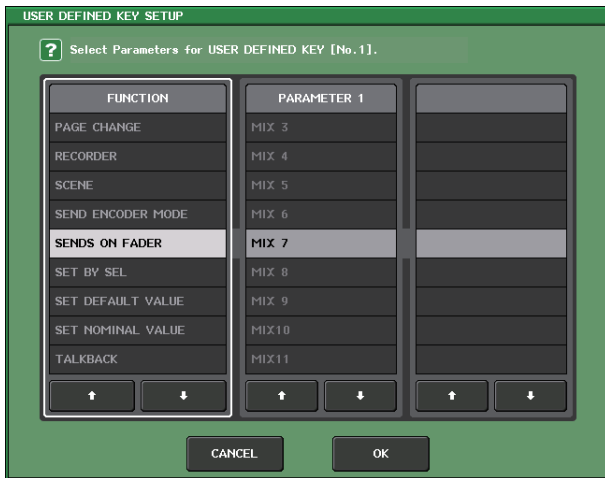 USER DEFINED KEY SETUP
? Select Parameters for USER DEFINED KEY [No.1].
FUNCTION
PAGE CHANGE
RECORDER
SCENE
SEND ENCODER MODE
SENDS ON FADER
SET BY SEL
SET DEFAULT VALUE
SET NOMINAL VALUE
TALKBACK
PARAMETER 1
MIX 3
MIX 4
MIX 5
MIX 6
MIX 7
MIX 8
MIX 9
MIX10
MIX11
CANCEL
OK